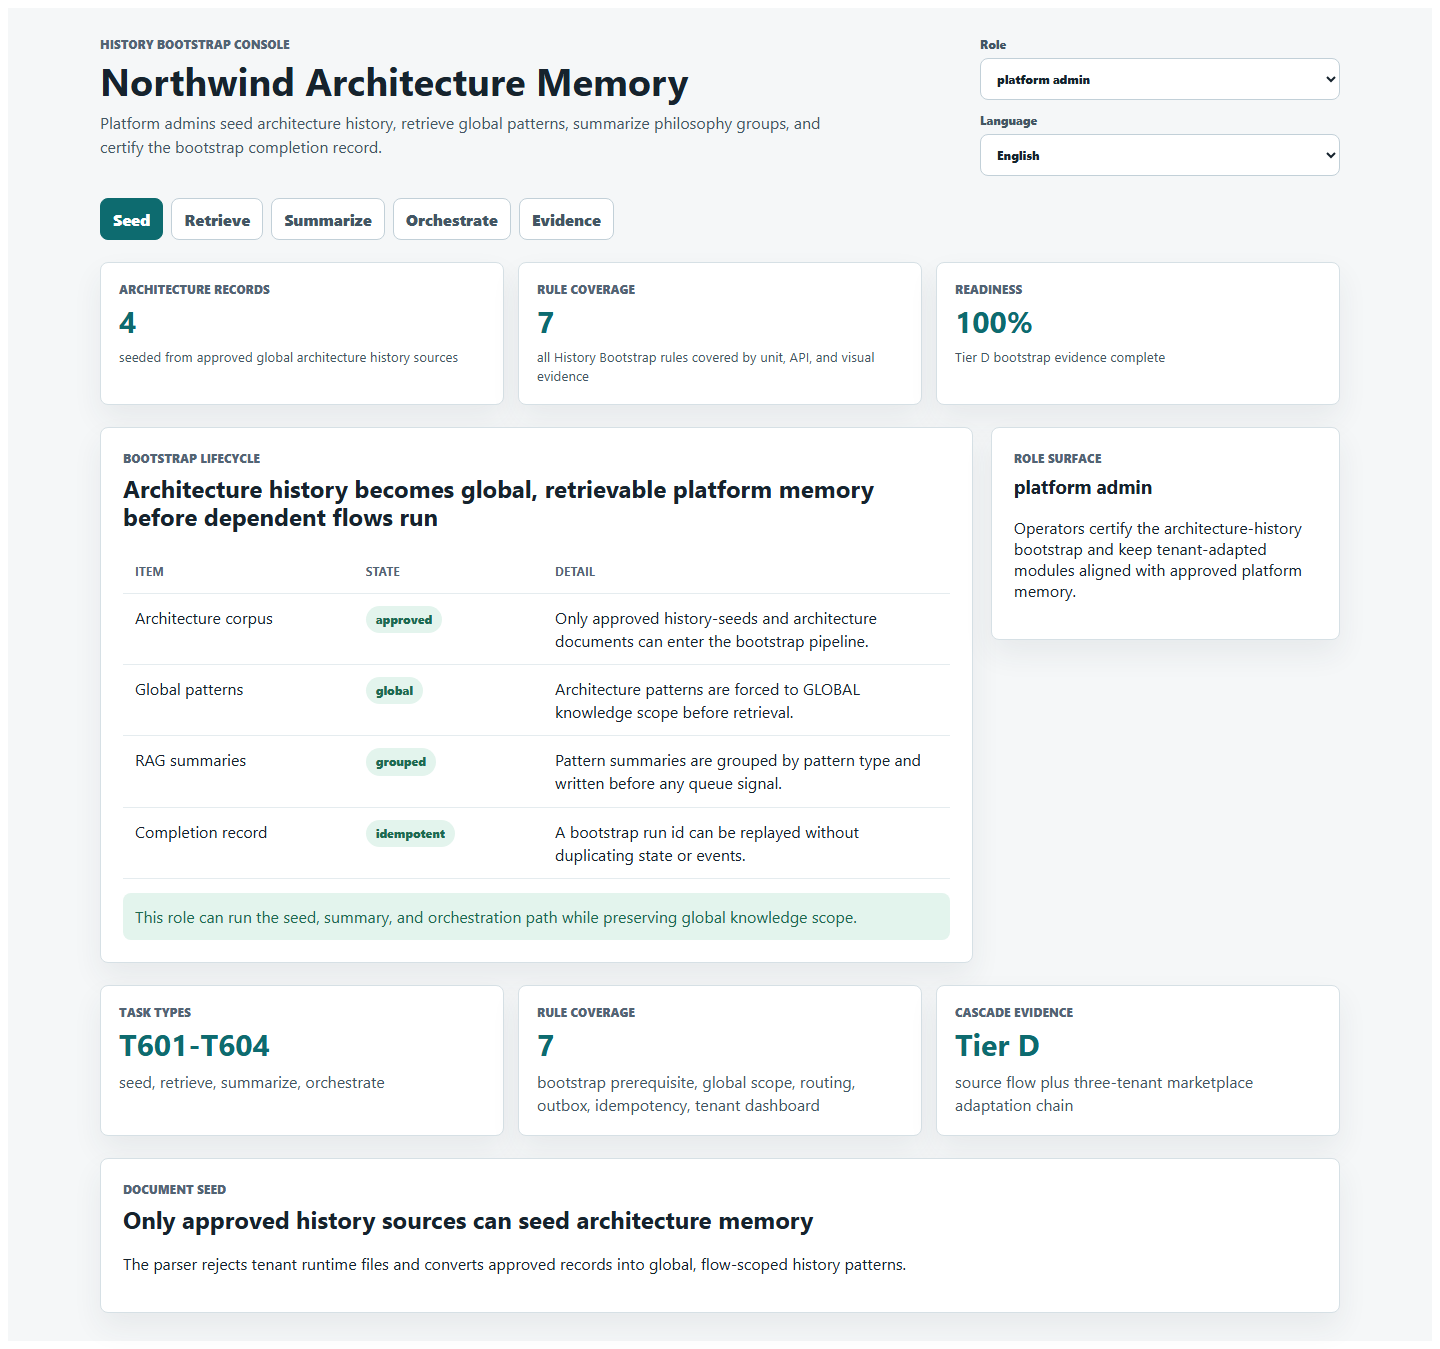 HISTORY BOOTSTRAP CONSOLE
Northwind Architecture Memory
Platform admins seed architecture history, retrieve global patterns, summarize philosophy groups, and
certify the bootstrap completion record.
Role
platform admin
Language
English
Seed
Retrieve
Summarize
Orchestrate
Evidence
ARCHITECTURE RECORDS
4
seeded from approved global architecture history sources
RULE COVERAGE
7
all History Bootstrap rules covered by unit, API, and visual
evidence
READINESS
100%
Tier D bootstrap evidence complete
BOOTSTRAP LIFECYCLE
Architecture history becomes global, retrievable platform memory
before dependent flows run
ITEM STATE DETAIL
Architecture corpus approved Only approved history-seeds and architecture
documents can enter the bootstrap pipeline.
Global patterns global Architecture patterns are forced to GLOBAL
knowledge scope before retrieval.
RAG summaries grouped Pattern summaries are grouped by pattern type and
written before any queue signal.
Completion record idempotent A bootstrap run id can be replayed without
duplicating state or events.
This role can run the seed, summary, and orchestration path while preserving global knowledge scope.
ROLE SURFACE
platform admin
Operators certify the architecture-history
bootstrap and keep tenant-adapted
modules aligned with approved platform
memory.
TASK TYPES
T601-T604
seed, retrieve, summarize, orchestrate
RULE COVERAGE
7
bootstrap prerequisite, global scope, routing,
outbox, idempotency, tenant dashboard
CASCADE EVIDENCE
Tier D
source flow plus three-tenant marketplace
adaptation chain
DOCUMENT SEED
Only approved history sources can seed architecture memory
The parser rejects tenant runtime files and converts approved records into global, flow-scoped history patterns.